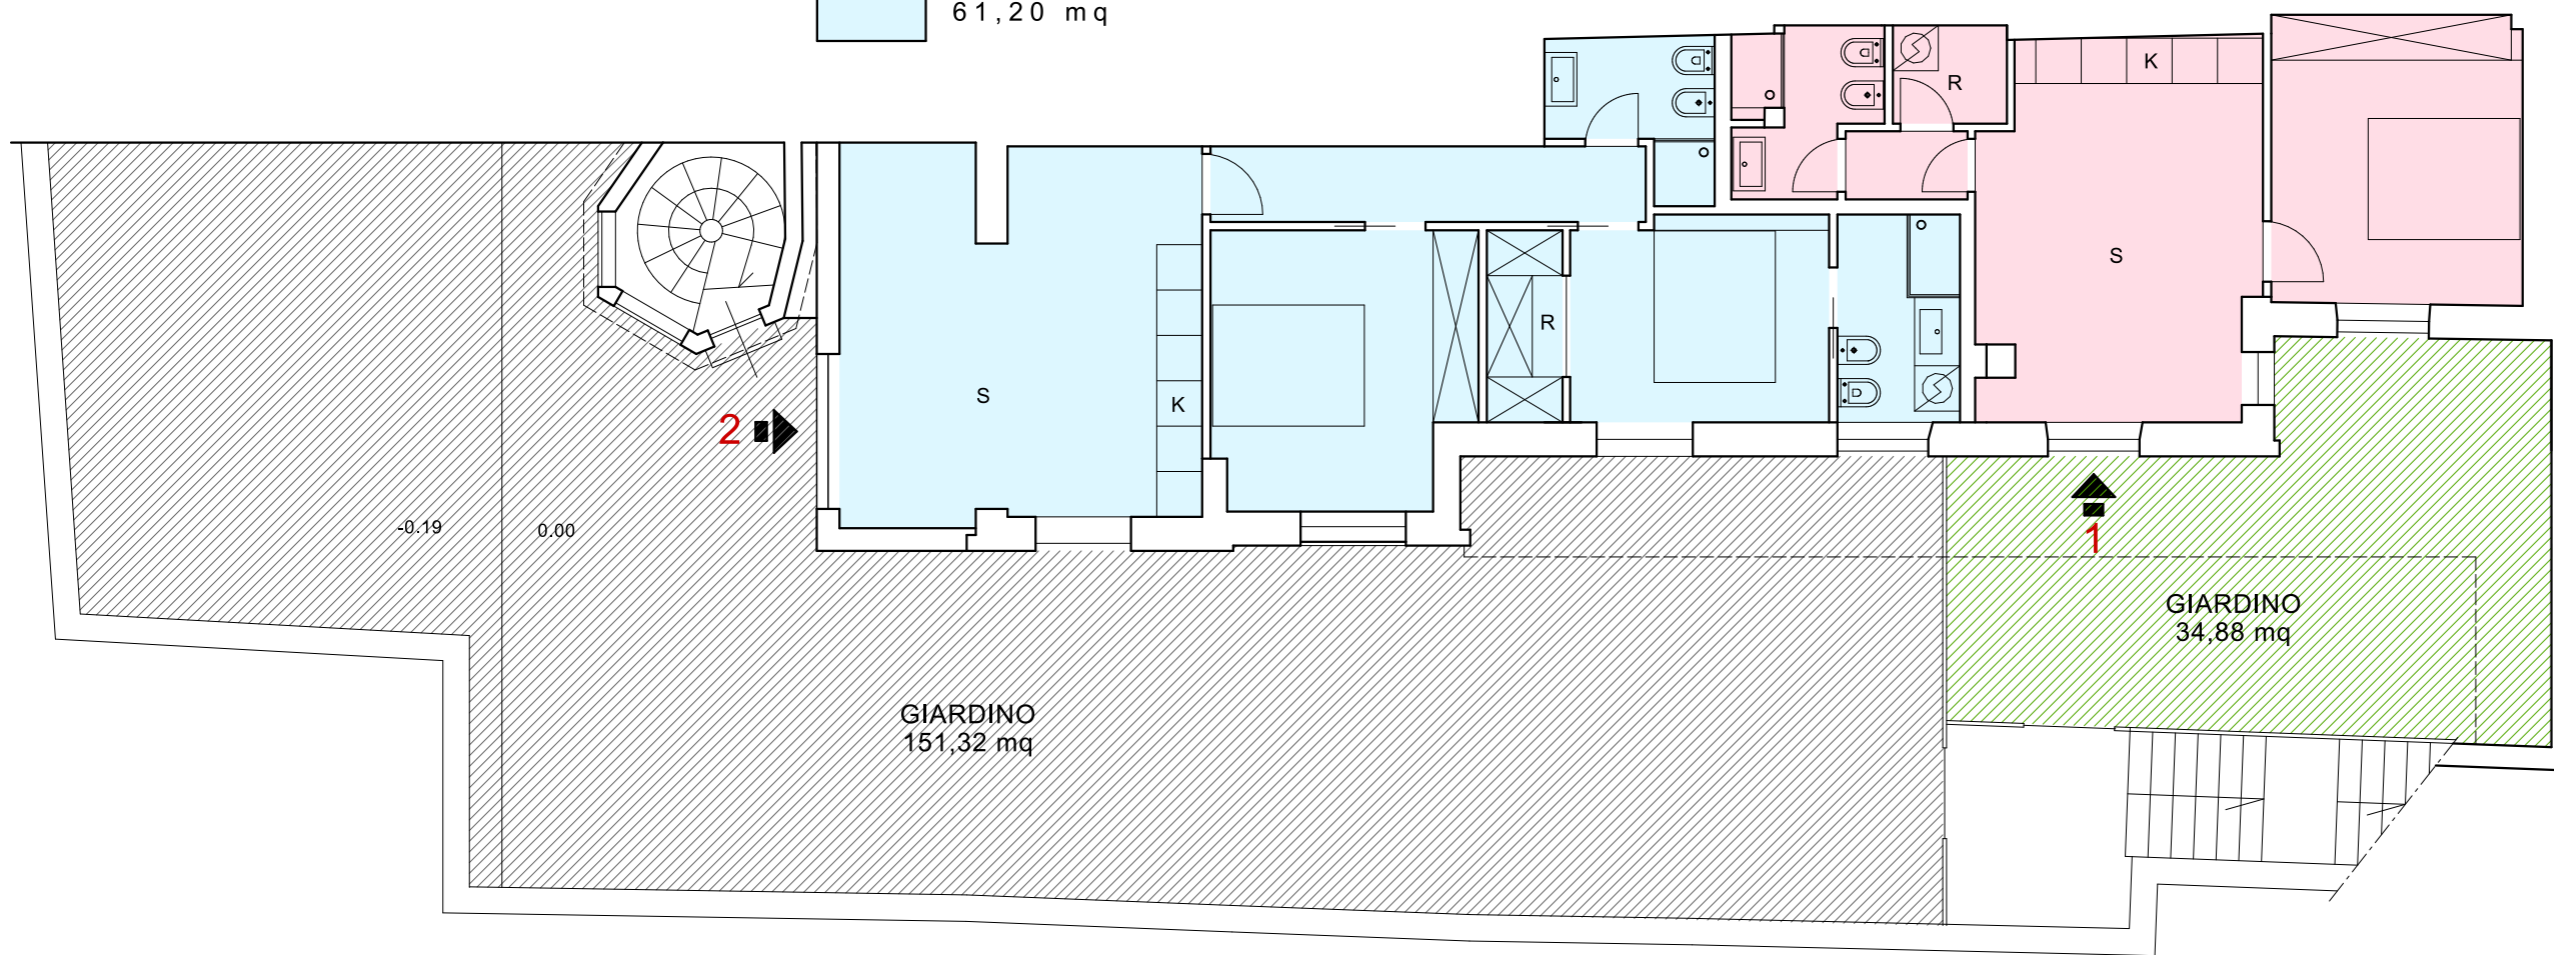 61,20 mq
K
R
S
R
S
K
2
-0.19
0.00
1
GIARDINO
34,88 mq
GIARDINO
151,32 mq